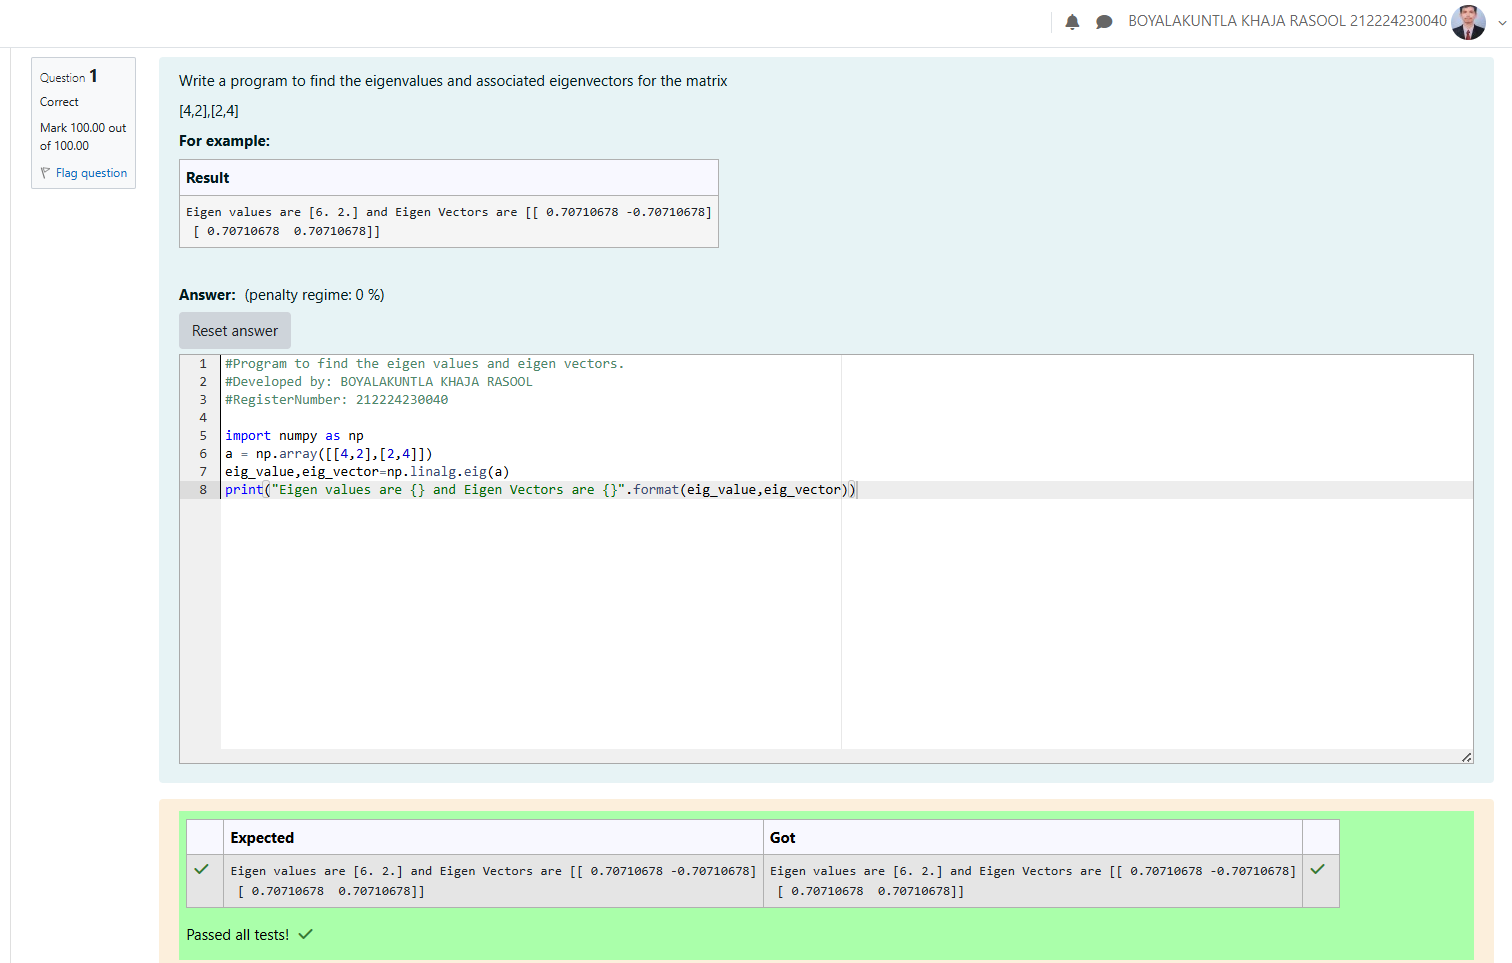 BOYALAKUNTLA KHAJA RASOOL 212224230040
Question 1
Correct
Mark 100.00 out
of 100.00
Flag question
Write a program to find the eigenvalues and associated eigenvectors for the matrix
[4,2],[2,4]
For example:
Result
Eigen values are [6. 2.] and Eigen Vectors are [[ 0.70710678 -0.70710678]
 [ 0.70710678  0.70710678]]
Answer: (penalty regime: 0 %)
Reset answer
1 #Program to find the eigen values and eigen vectors.
2 #Developed by: BOYALAKUNTLA KHAJA RASOOL
3 #RegisterNumber: 212224230040
4
5 import numpy as np
6 a = np.array([[4,2],[2,4]])
7 eig_value,eig_vector=np.linalg.eig(a)
8 print("Eigen values are {} and Eigen Vectors are {}".format(eig_value,eig_vector))
Expected Got
Eigen values are [6. 2.] and Eigen Vectors are [[ 0.70710678 -0.70710678] Eigen values are [6. 2.] and Eigen Vectors are [[ 0.70710678 -0.70710678]
 [ 0.70710678  0.70710678]]  [ 0.70710678  0.70710678]]
Passed all tests!